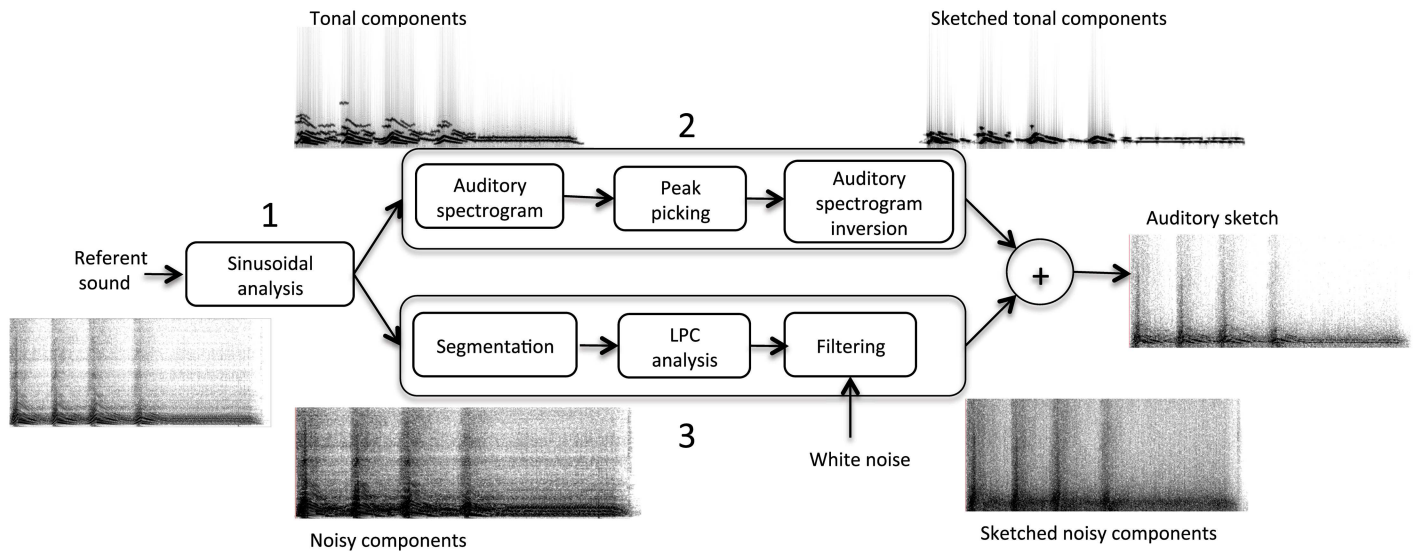 Tonal components
Sketched tonal components
2
Auditory
spectrogram
Peak
picking
Auditory
spectrogram
inversion
1
Referent
sound
Sinusoidal
analysis
+
Auditory sketch
Segmentation
LPC
analysis
Filtering
3
White noise
Noisy components
Sketched noisy components